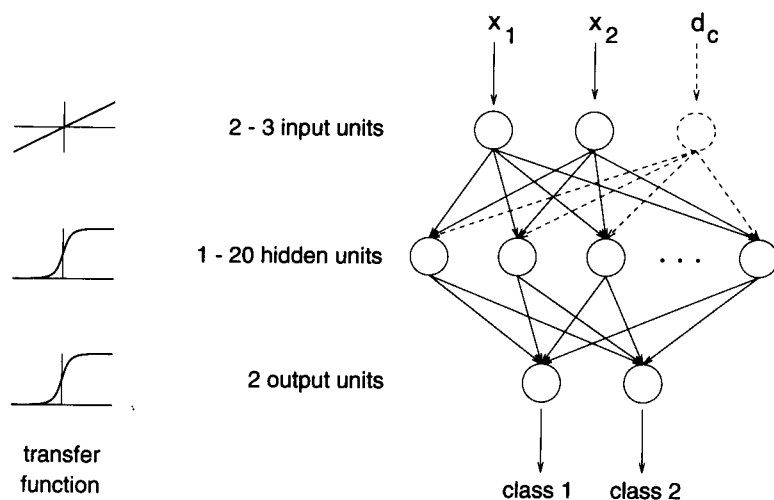 x1 x2 dc
2 - 3 input units
1 - 20 hidden units
. . .
2 output units
transfer
function
class 1 class 2